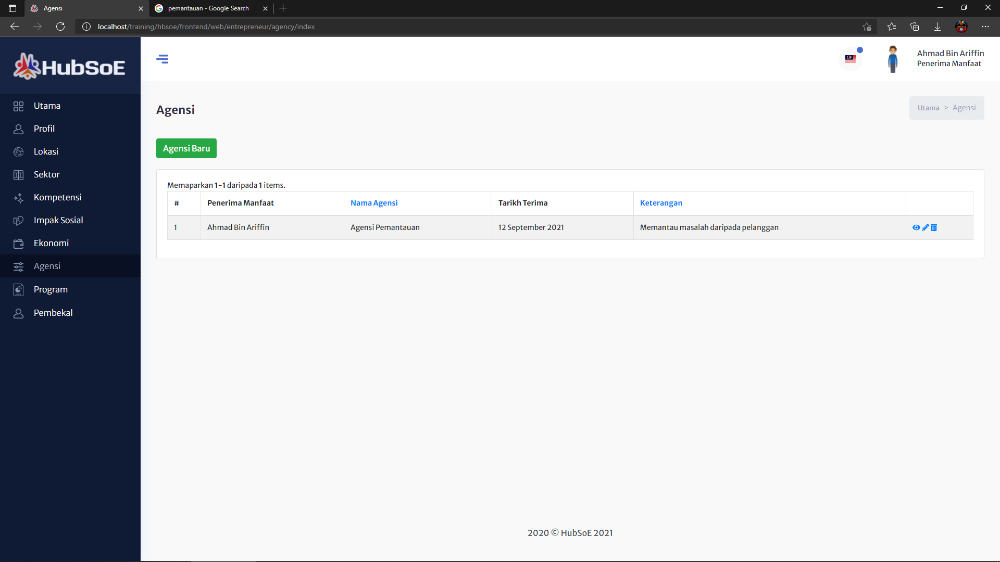 Agensi
pemantauan - Google Search
localhost/training/hbsoe/frontend/web/entrepreneur/agency/index
HubSoE
Ahmad Bin Ariffin
Penerima Manfaat
Utama
Profil
Lokasi
Sektor
Kompetensi
Impak Sosial
Ekonomi
Agensi
Program
Pembekal
Agensi
Utama > Agensi
Agensi Baru
Memaparkan 1-1 daripada 1 items.
# Penerima Manfaat Nama Agensi Tarikh Terima Keterangan
1 Ahmad Bin Ariffin Agensi Pemantauan 12 September 2021 Memantau masalah daripada pelanggan
2020 © HubSoE 2021